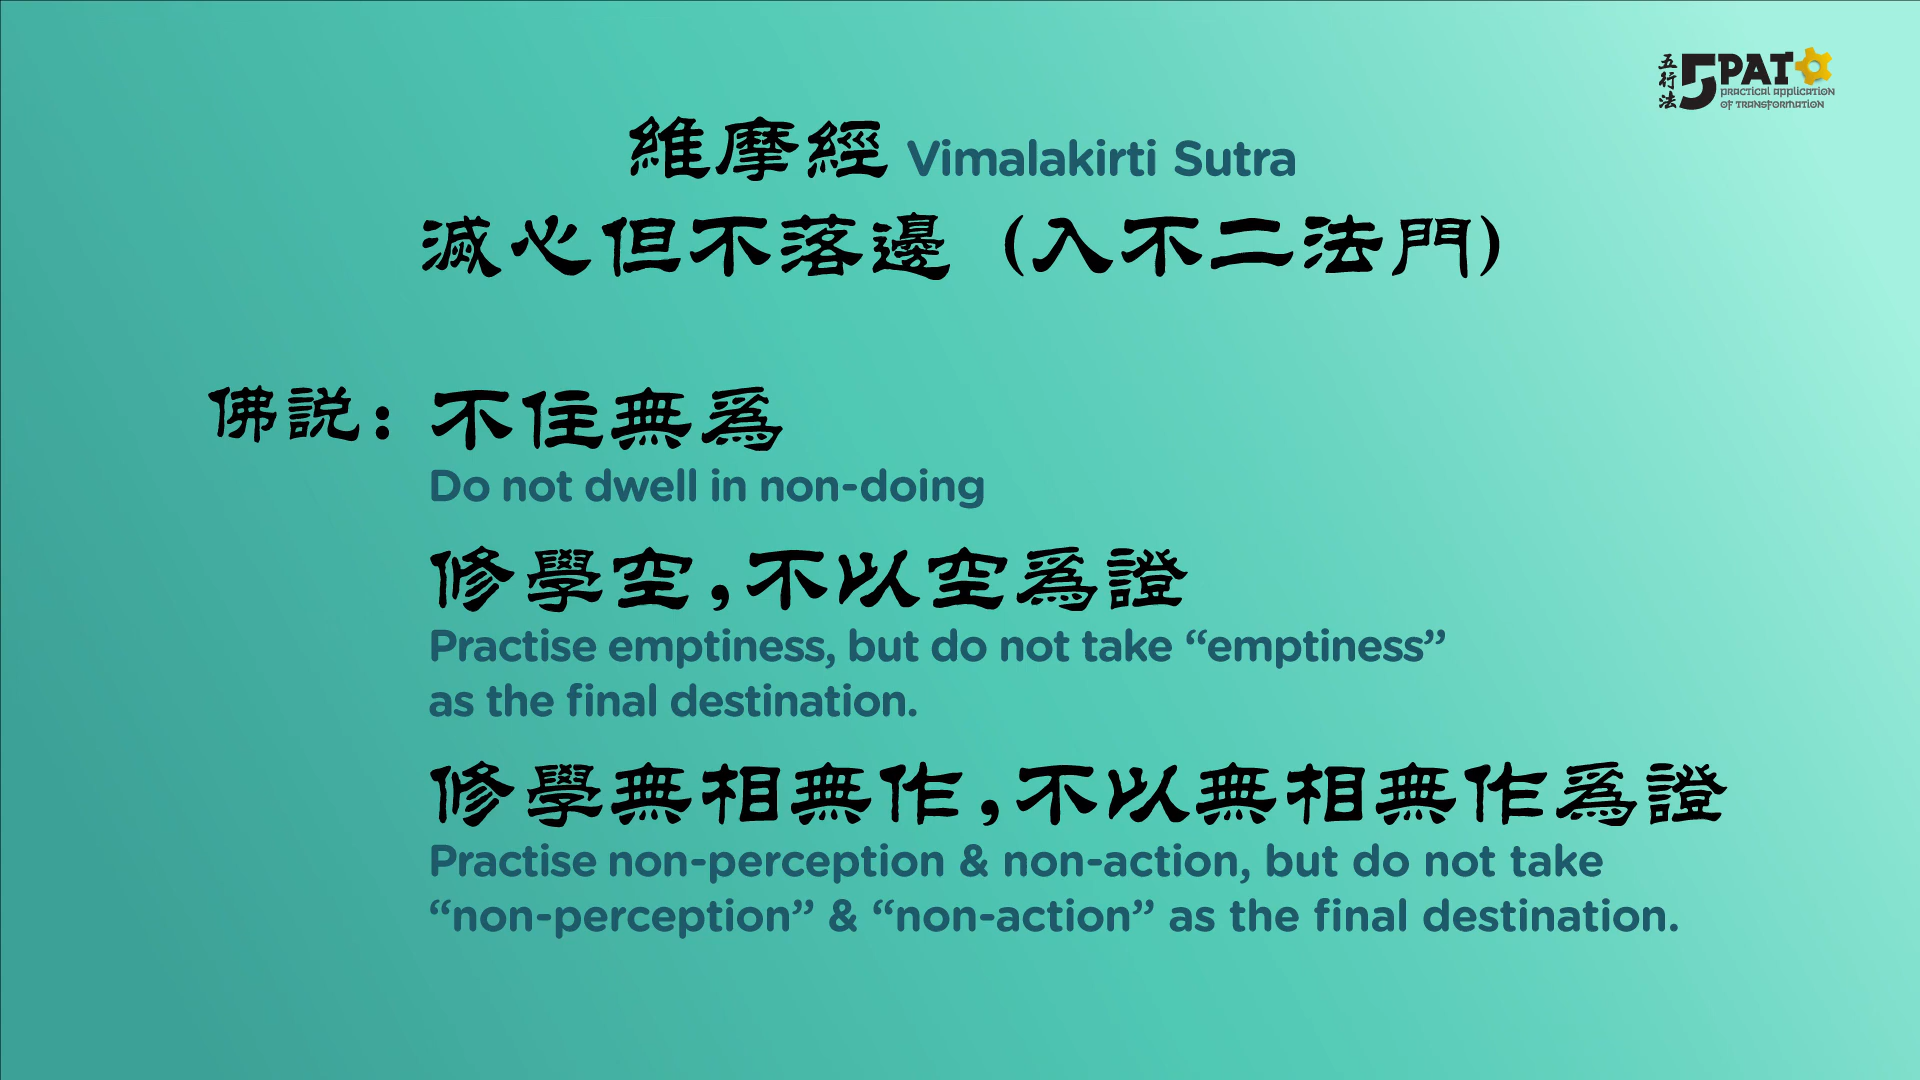 五行法 5PAT
PRACTICAL APPLICATION
OF TRANSFORMATION
維摩經 Vimalakirti Sutra
滅心但不落邊 (入不二法門)
佛説: 不住無爲
Do not dwell in non-doing
修學空,不以空爲證
Practise emptiness, but do not take “emptiness”
as the final destination.
修學無相無作,不以無相無作爲證
Practise non-perception & non-action, but do not take
“non-perception” & “non-action” as the final destination.